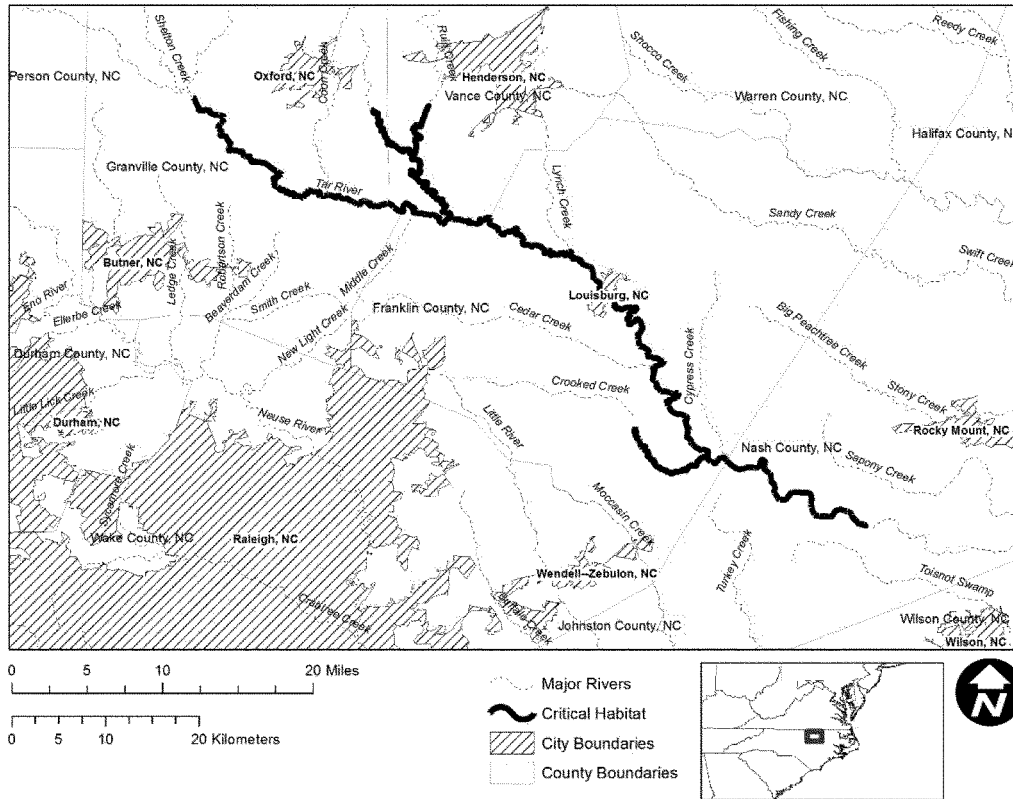 Shelton Creek
Person County, NC
Oxford, NC
Coon Creek
Ruin Creek
Henderson, NC
Vance County, NC
Shocco Creek
Fishing Creek
Reedy Creek
Warren County, NC
Halifax County, N
Granville County, NC
Tar River
Lynch Creek
Sandy Creek
Swift Creek
Butner, NC
Ledge Creek
Robertson Creek
Beaverdam Creek
Smith Creek
Middle Creek
Eno River
Ellerbe Creek
New Light Creek
Franklin County, NC
Louisburg, NC
Cedar Creek
Cypress Creek
Big Peachtree Creek
Durham County, NC
Little Lick Creek
Durham, NC
Neuse River
Crooked Creek
Little River
Stony Creek
Rocky Mount, NC
Nash County, NC
Sapony Creek
Sycamore Creek
Wake County, NC
Raleigh, NC
Moccasin Creek
Turkey Creek
Wendell--Zebulon, NC
Toisnot Swamp
Crabtree Creek
Buffalo Creek
Johnston County, NC
Wilson County, NC
Wilson, NC
0 5 10 20 Miles
0 5 10 20 Kilometers
Major Rivers
Critical Habitat
City Boundaries
County Boundaries
N